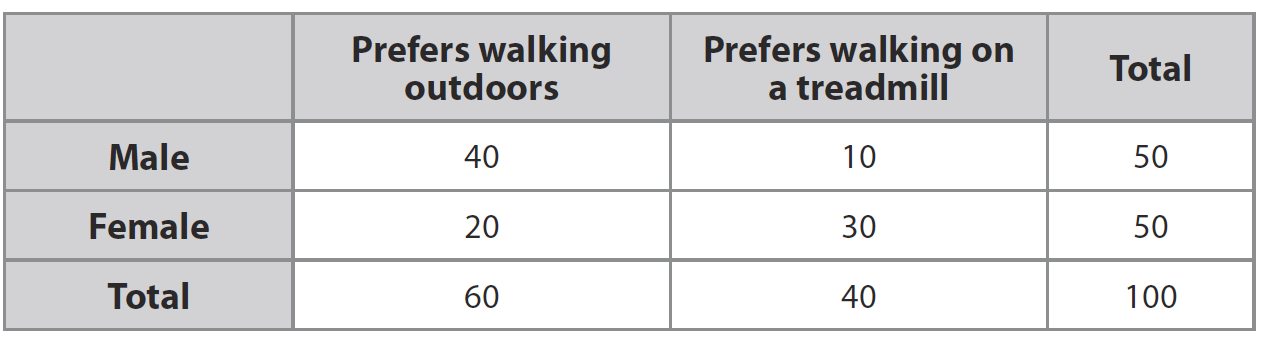 Prefers walking
outdoors
Prefers walking on
a treadmill
Total
Male 40 10 50
Female 20 30 50
Total 60 40 100